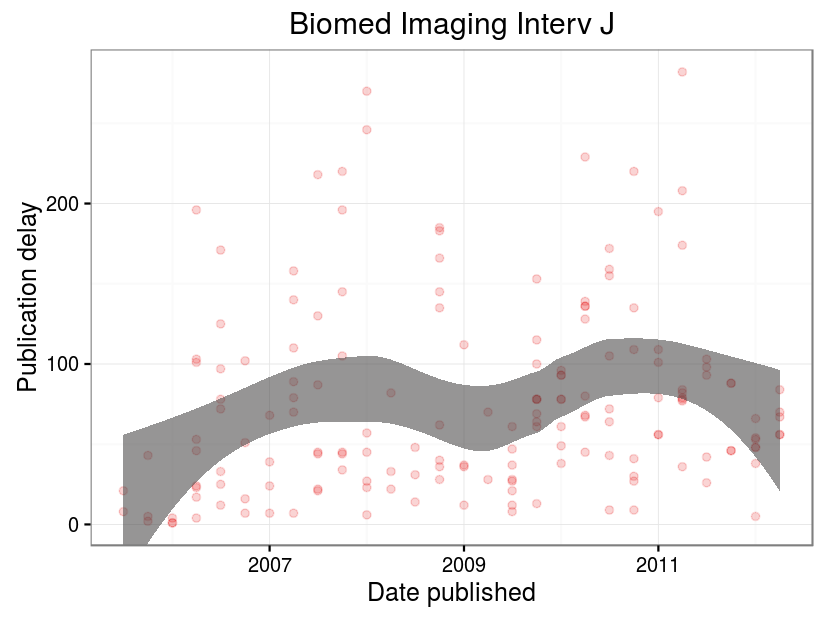 Biomed Imaging Interv J
Publication delay
200
100
0
2007
2009
2011
Date published